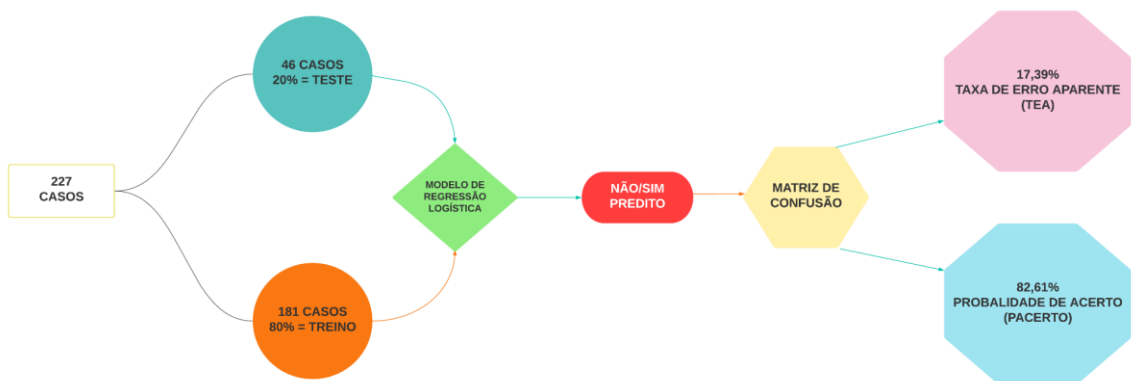 227
CASOS
46 CASOS
20% = TESTE
181 CASOS
80% = TREINO
MODELO DE
REGRESSÃO
LOGÍSTICA
NÃO/SIM
PREDITO
MATRIZ DE
CONFUSÃO
17,39%
TAXA DE ERRO APARENTE
(TEA)
82,61%
PROBALIDADE DE ACERTO
(PACERTO)